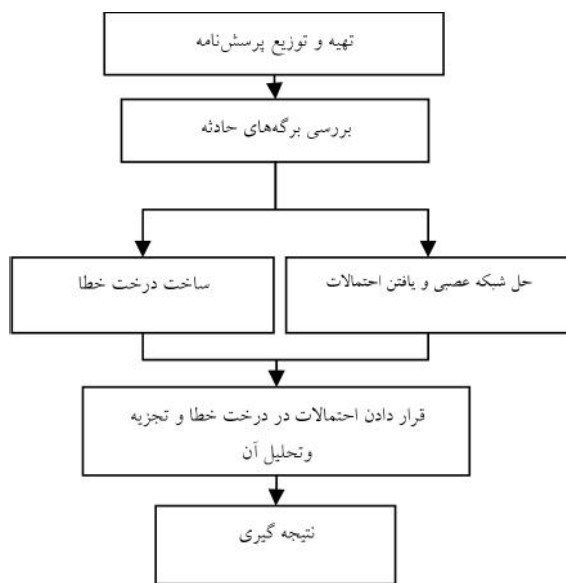 تهیه و توزیع پرسش‌نامه
بررسی برگه‌های حادثه
حل شبکه عصبی و یافتن احتمالات
ساخت درخت خطا
قرار دادن احتمالات در درخت خطا و تجزیه
وتحلیل آن
نتیجه گیری